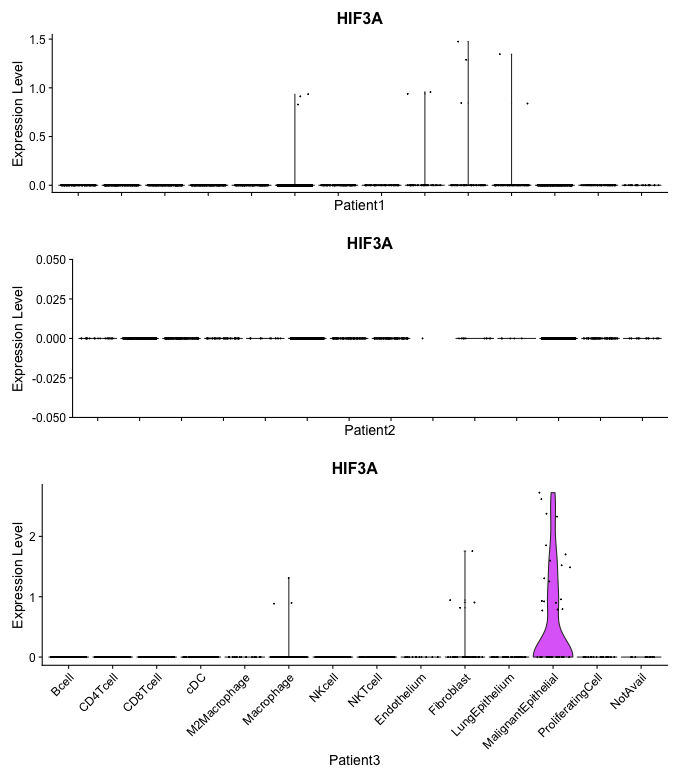 HIF3A
Expression Level
1.5
1.0
0.5
0.0
Patient1
HIF3A
Expression Level
0.050
0.025
0.000
-0.025
-0.050
Patient2
HIF3A
Expression Level
2
1
0
Bcell
CD4Tcell
CD8Tcell
cDC
M2Macrophage
Macrophage
NKcell
NKTcell
Endothelium
Fibroblast
LungEpithelium
MalignantEpithelial
ProliferatingCell
NotAvail
Patient3